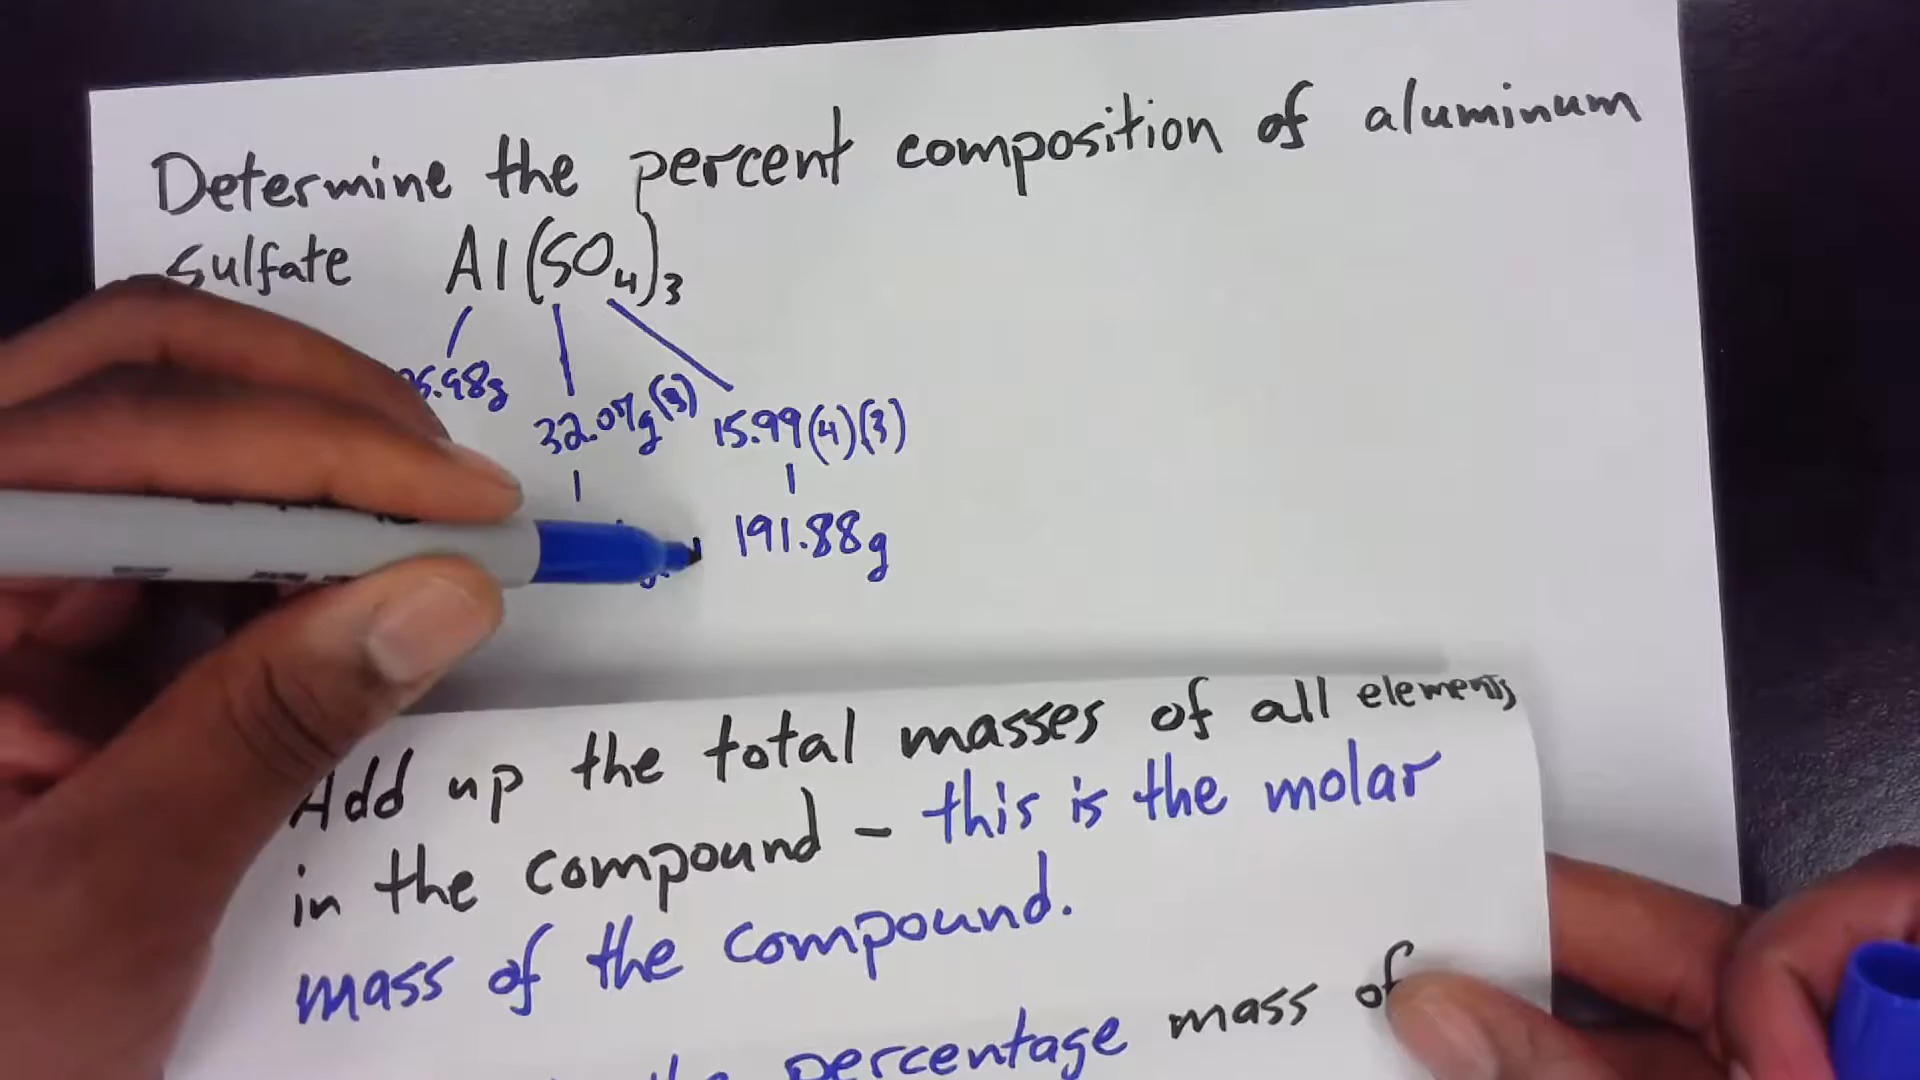 Determine the percent composition of aluminum
sulfate Al(SO4)3
32.07g(3) 15.99(4)(3)
191.88g
Add up the total masses of all elements
in the compound - this is the molar
mass of the compound.
percentage mass of